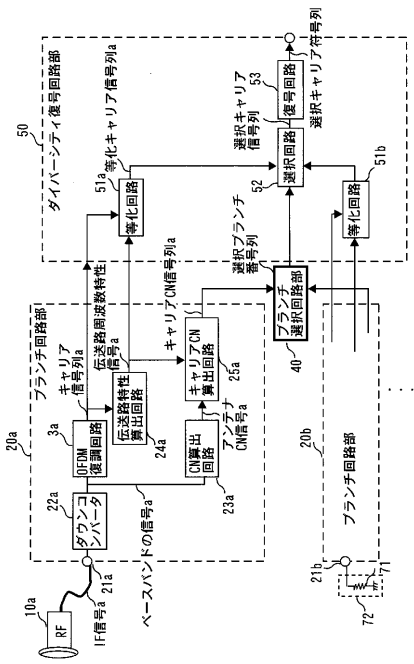 50
ダイバーシティ復号回路部
等化キャリア信号列a
51a
等化回路
選択キャリア
信号列
53
復号回路
選択キャリア符号列
52
選択回路
51b
等化回路
選択ブランチ
番号列
ブランチ
選択回路部
40
20a
ブランチ回路部
キャリア
信号列a
伝送路周波数特性
信号a
キャリアCN信号列a
3a
OFDM
復調回路
伝送路特性
算出回路
24a
キャリアCN
算出回路
25a
アンテナ
CN信号a
CN算出
回路
23a
22a
ダウンコ
ンバータ
ベースバンドの信号a
21a
10a
RF
IF信号a
20b
ブランチ回路部
21b
71
72